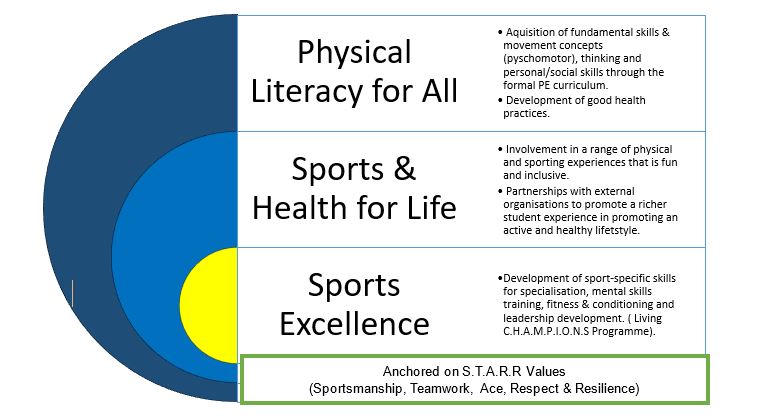 Physical
Literacy for All
• Aquisition of fundamental skills &
movement concepts
(pyschomotor), thinking and
personal/social skills through the
formal PE curriculum.
• Development of good health
practices.
Sports &
Health for Life
• Involvement in a range of physical
and sporting experiences that is fun
and inclusive.
• Partnerships with external
organisations to promote a richer
student experience in promoting an
active and healthy lifetstyle.
Sports
Excellence
•Development of sport-specific skills
for specialisation, mental skills
training, fitness & conditioning and
leadership development. ( Living
C.H.A.M.P.I.O.N.S Programme).
Anchored on S.T.A.R.R Values
(Sportsmanship, Teamwork, Ace, Respect & Resilience)